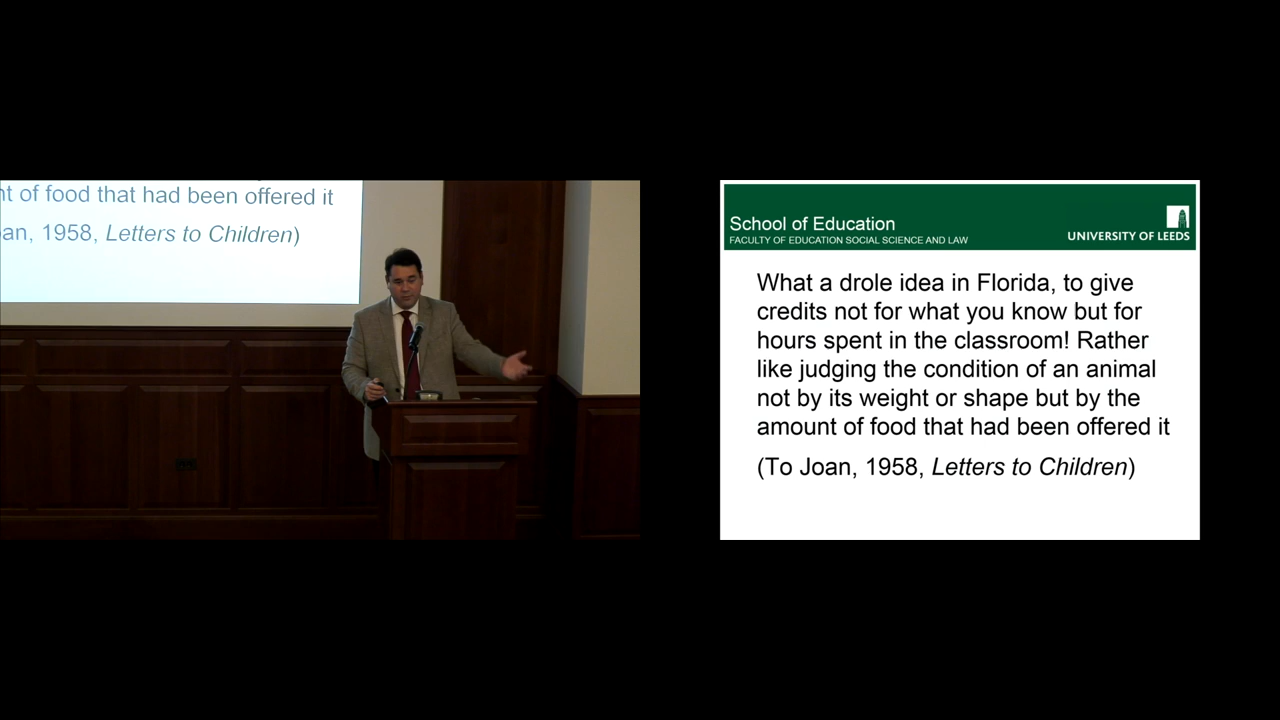 nt of food that had been offered it
oan, 1958, Letters to Children)
School of Education
FACULTY OF EDUCATION SOCIAL SCIENCE AND LAW
UNIVERSITY OF LEEDS
What a drole idea in Florida, to give
credits not for what you know but for
hours spent in the classroom! Rather
like judging the condition of an animal
not by its weight or shape but by the
amount of food that had been offered it
(To Joan, 1958, Letters to Children)